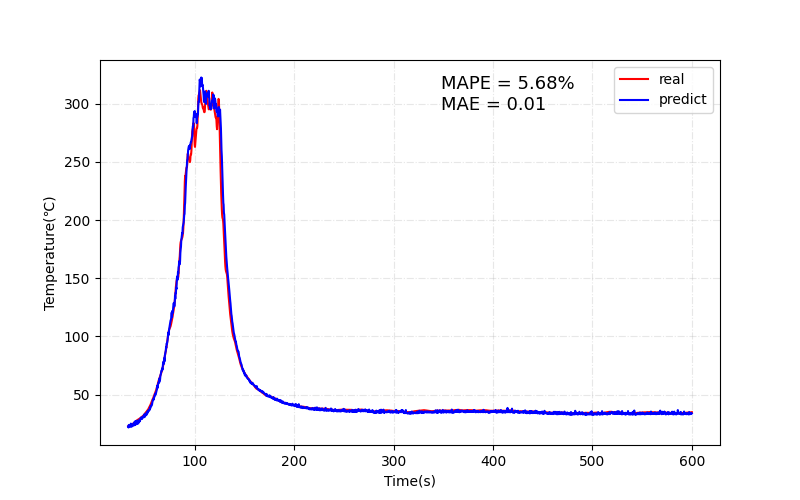 MAPE = 5.68%
MAE = 0.01
real
predict
300
250
200
150
100
50
Temperature(℃)
100 200 300 400 500 600
Time(s)